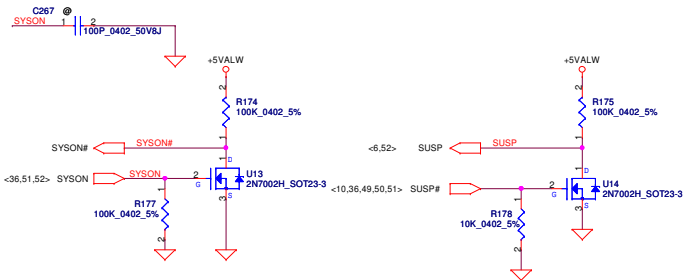 C267 @
SYSON 1 2
100P_0402_50V8J
+5VALW
2
R174
100K_0402_5%
1
SYSON# SYSON#
1 D
U13
2N7002H_SOT23-3
<36,51,52> SYSON SYSON 2 G
3 S
1
R177
100K_0402_5%
2
+5VALW
2
R175
100K_0402_5%
1
<6,52> SUSP SUSP
1 D
U14
2N7002H_SOT23-3
<10,36,49,50,51> SUSP# 2 G
3 S
1
R178
10K_0402_5%
2